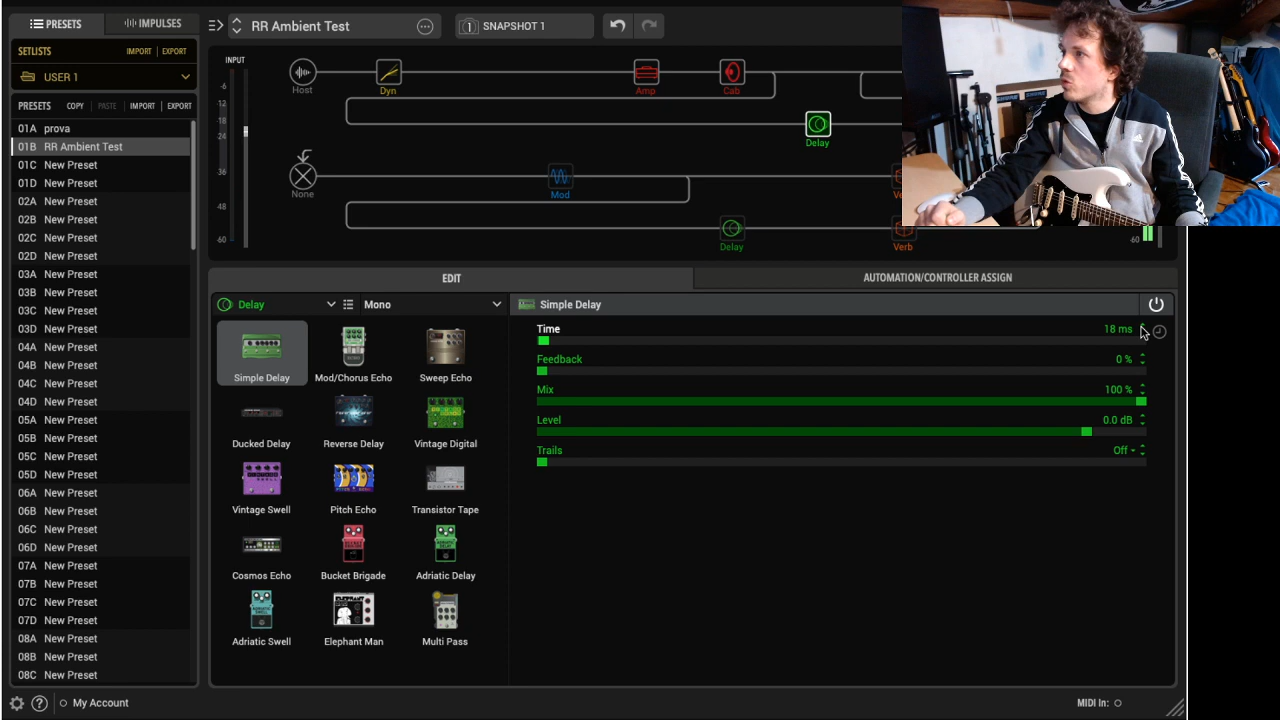 PRESETS
IMPULSES
SETLISTS
IMPORT
EXPORT
USER 1
PRESETS
COPY
PASTE
IMPORT
EXPORT
01A prova
01B RR Ambient Test
01C New Preset
01D New Preset
02A New Preset
02B New Preset
02C New Preset
02D New Preset
03A New Preset
03B New Preset
03C New Preset
03D New Preset
04A New Preset
04B New Preset
04C New Preset
04D New Preset
05A New Preset
05B New Preset
05C New Preset
05D New Preset
06A New Preset
06B New Preset
06C New Preset
06D New Preset
07A New Preset
07B New Preset
07C New Preset
07D New Preset
08A New Preset
08B New Preset
08C New Preset
My Account
RR Ambient Test
1
SNAPSHOT 1
INPUT
-6
-12
-18
-24
-36
-48
-60
Host
Dyn
Amp
Cab
Delay
None
Mod
Delay
Verb
-60
EDIT
AUTOMATION/CONTROLLER ASSIGN
Delay
Mono
Simple Delay
Mod/Chorus Echo
Sweep Echo
Ducked Delay
Reverse Delay
Vintage Digital
Vintage Swell
Pitch Echo
Transistor Tape
Cosmos Echo
Bucket Brigade
Adriatic Delay
Adriatic Swell
Elephant Man
Multi Pass
Simple Delay
Time 18 ms
Feedback 0 %
Mix 100 %
Level 0.0 dB
Trails Off
MIDI In: